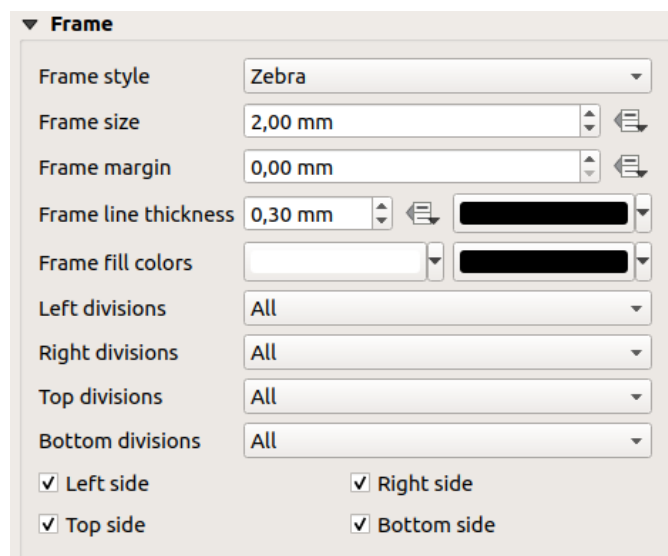 Frame
Frame style Zebra
Frame size 2,00 mm
Frame margin 0,00 mm
Frame line thickness 0,30 mm
Frame fill colors
Left divisions All
Right divisions All
Top divisions All
Bottom divisions All
Left side Right side
Top side Bottom side